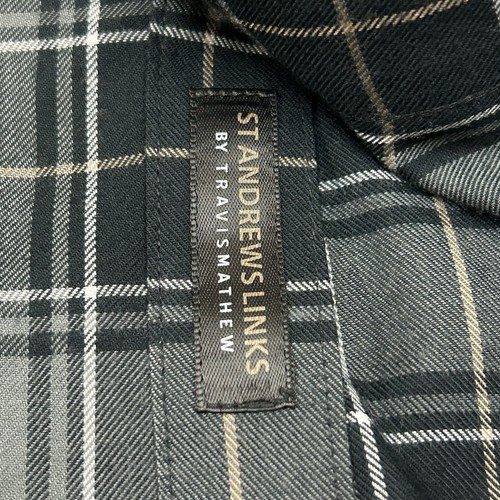 ST ANDREWS LINKS
BY TRAVISMATHEW